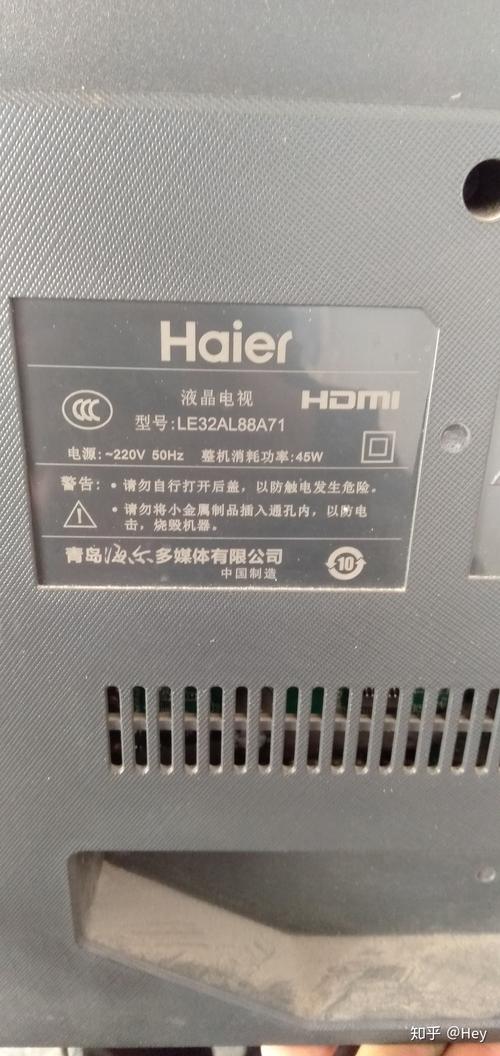 Haier
CCC
液晶电视
HDMI
型号:LE32AL88A71
电源:~220V 50Hz 整机消耗功率:45W
警告: • 请勿自行打开后盖，以防触电发生危险。
• 请勿将小金属制品插入通孔内，以防电
击，烧毁机器。
青岛海尔多媒体有限公司
中国制造
10
知乎 @Hey